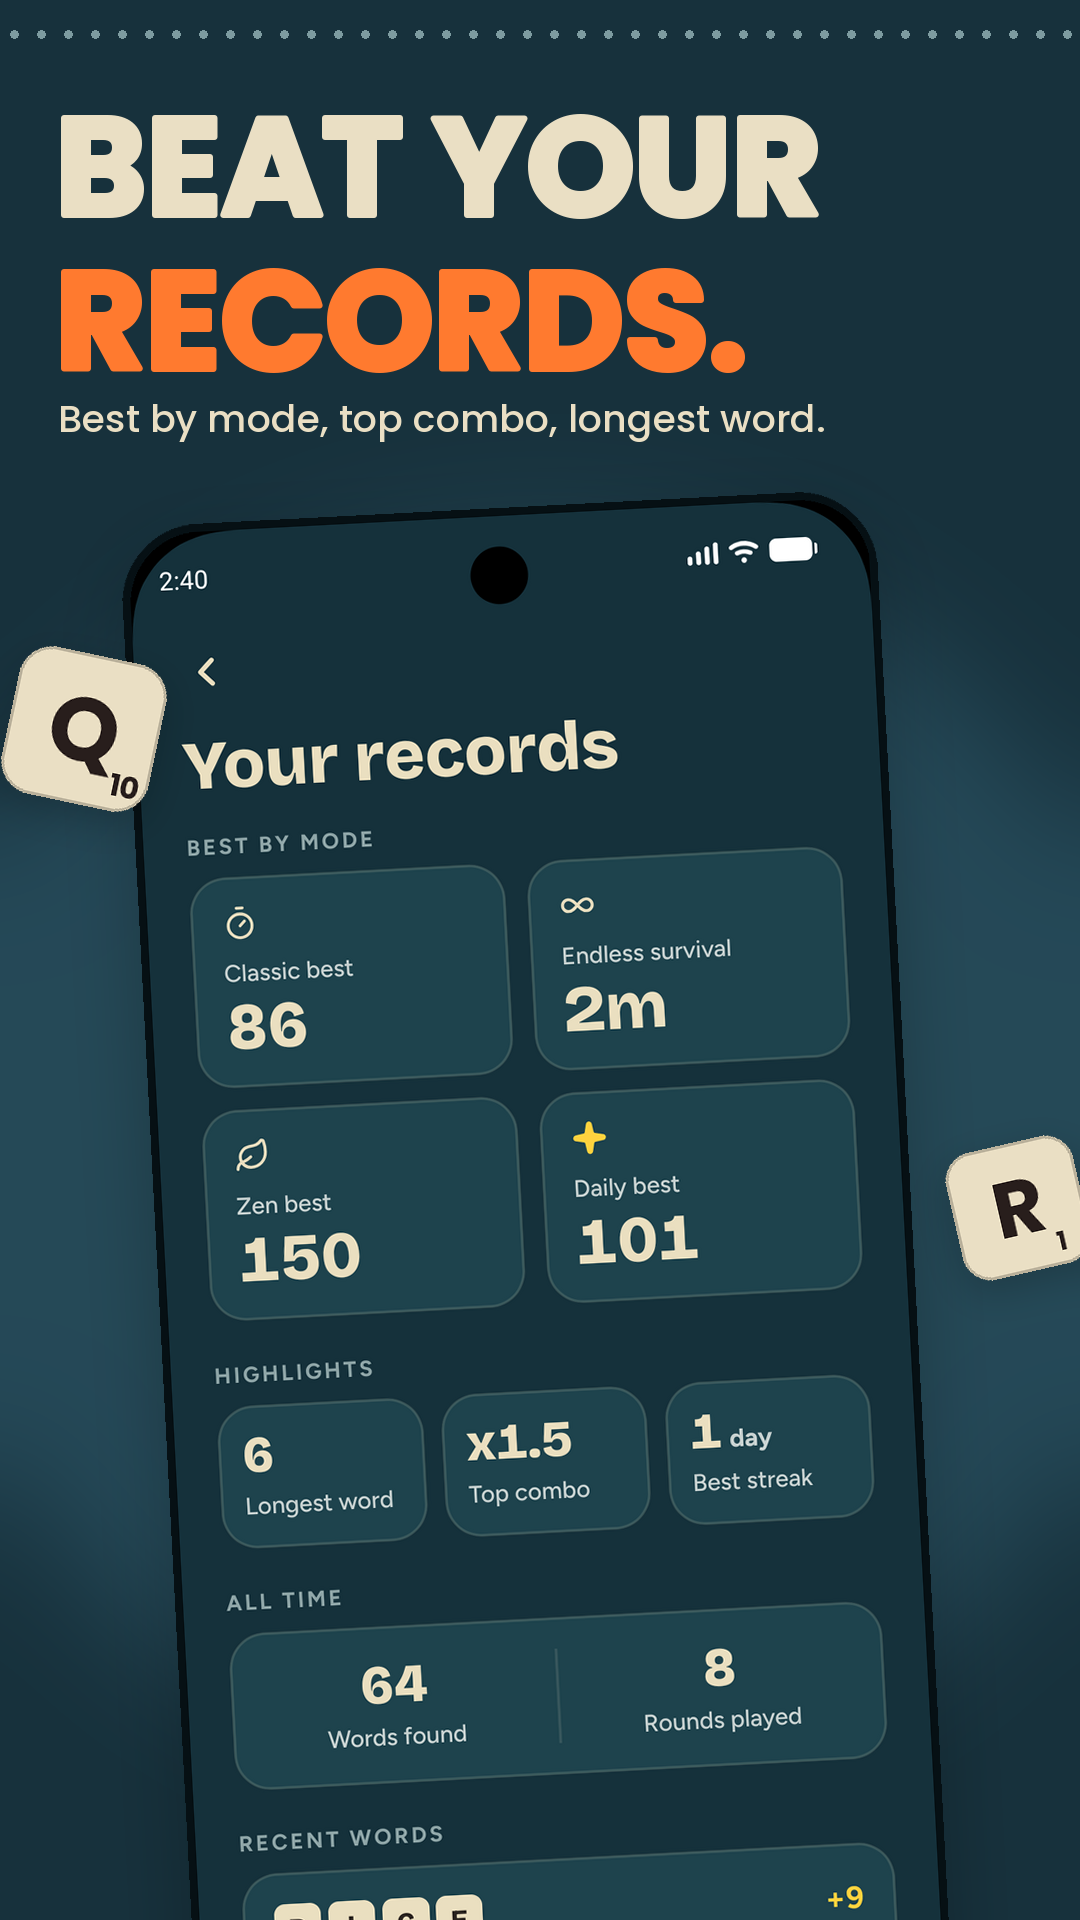 BEAT YOUR
RECORDS.
Best by mode, top combo, longest word.
2:40
Q
10
Your records
BEST BY MODE
Classic best
86
Endless survival
2m
Zen best
150
Daily best
101
R
1
HIGHLIGHTS
6
Longest word
x1.5
Top combo
1 day
Best streak
ALL TIME
64
Words found
8
Rounds played
RECENT WORDS
+9